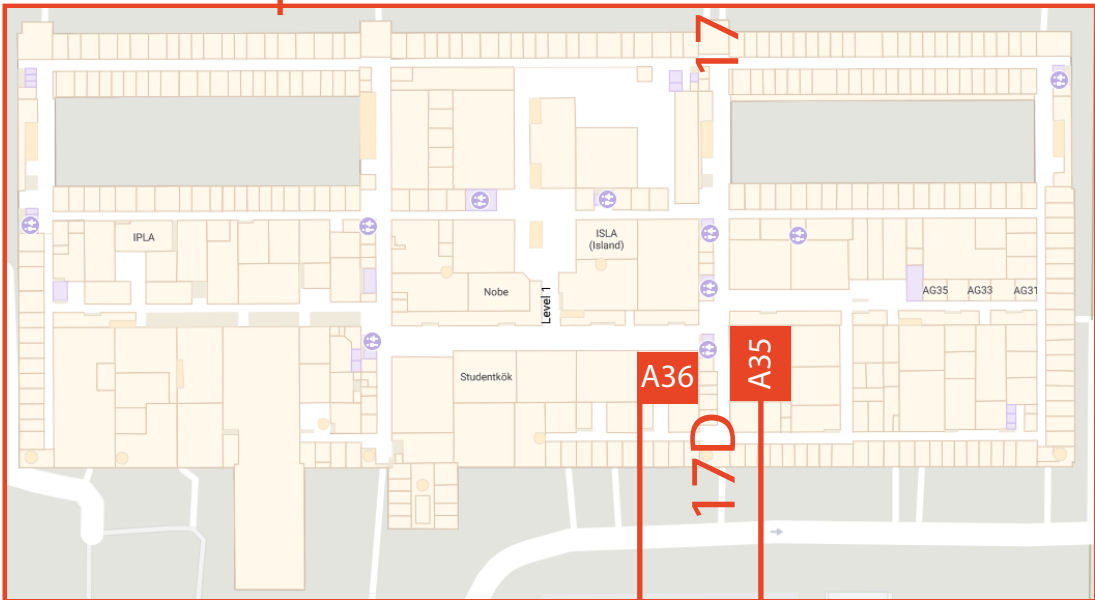 17
IPLA
ISLA
(Island)
Nobe
Level 1
AG35
AG33
AG31
Studentkök
A36
A35
17D